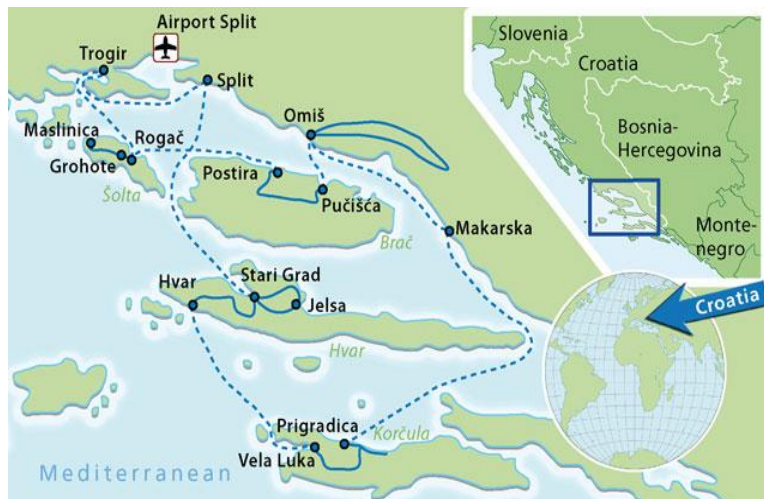 Airport Split
Trogir
Split
Slovenia
Croatia
Bosnia-
Hercegovina
Monte-
negro
Maslinica
Rogač
Grohote
Šolta
Omiš
Postira
Pučišća
Brač
Makarska
Hvar
Stari Grad
Jelsa
Hvar
Croatia
Prigradica
Korčula
Vela Luka
Mediterranean